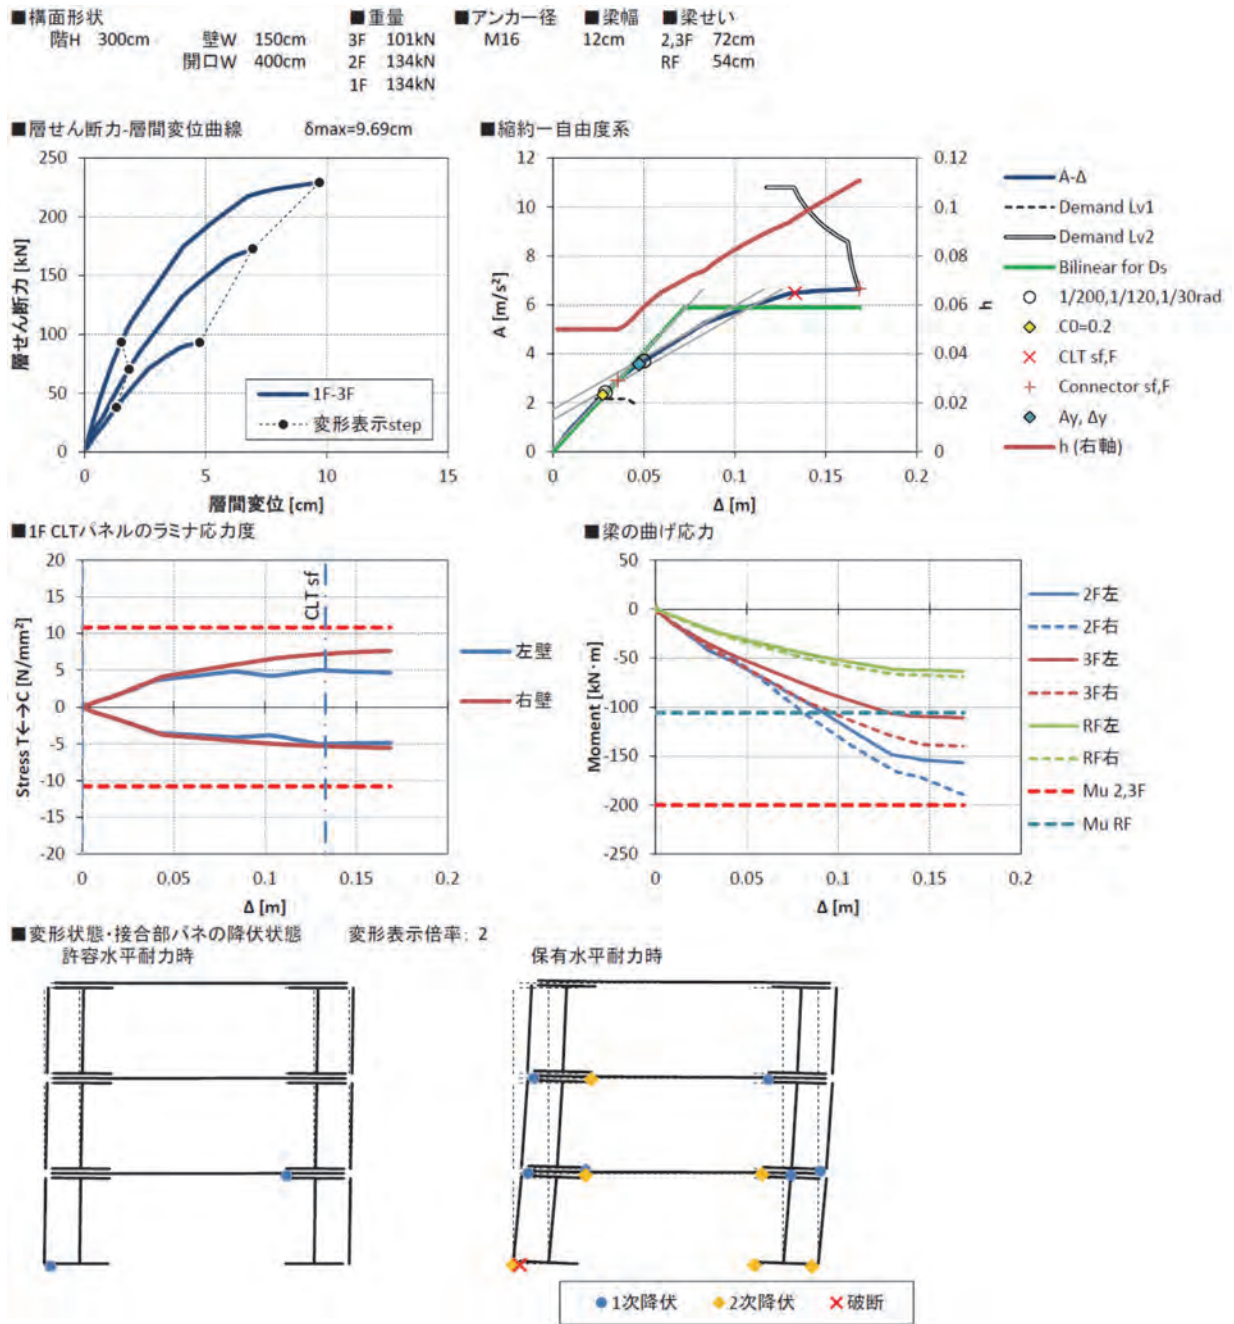 ■構面形状 ■重量 ■アンカー径 ■梁幅 ■梁せい
階H 300cm 壁W 150cm 3F 101kN M16 12cm 2,3F 72cm
開口W 400cm 2F 134kN RF 54cm
1F 134kN
■層せん断力-層間変位曲線 δmax=9.69cm
250
200
150
100
50
0
層せん断力 [kN]
0 5 10 15
層間変位 [cm]
1F-3F
変形表示step
■縮約一自由度系
12
10
8
6
4
2
0
A [m/s²]
0.12
0.1
0.08
0.06
0.04
0.02
0
h
0 0.05 0.1 0.15 0.2
Δ [m]
A-Δ
Demand Lv1
Demand Lv2
Bilinear for Ds
1/200,1/120,1/30rad
C0=0.2
CLT sf,F
Connector sf,F
Ay, Δy
h (右軸)
■1F CLTパネルのラミナ応力度
20
15
10
5
0
-5
-10
-15
-20
Stress T←→C [N/mm²]
CLT sf
0 0.05 0.1 0.15 0.2
Δ [m]
左壁
右壁
■梁の曲げ応力
50
0
-50
-100
-150
-200
-250
Moment [kN·m]
0 0.05 0.1 0.15 0.2
Δ [m]
2F左
2F右
3F左
3F右
RF左
RF右
Mu 2,3F
Mu RF
■変形状態・接合部バネの降伏状態 変形表示倍率: 2
許容水平耐力時 保有水平耐力時
1次降伏 2次降伏 破断